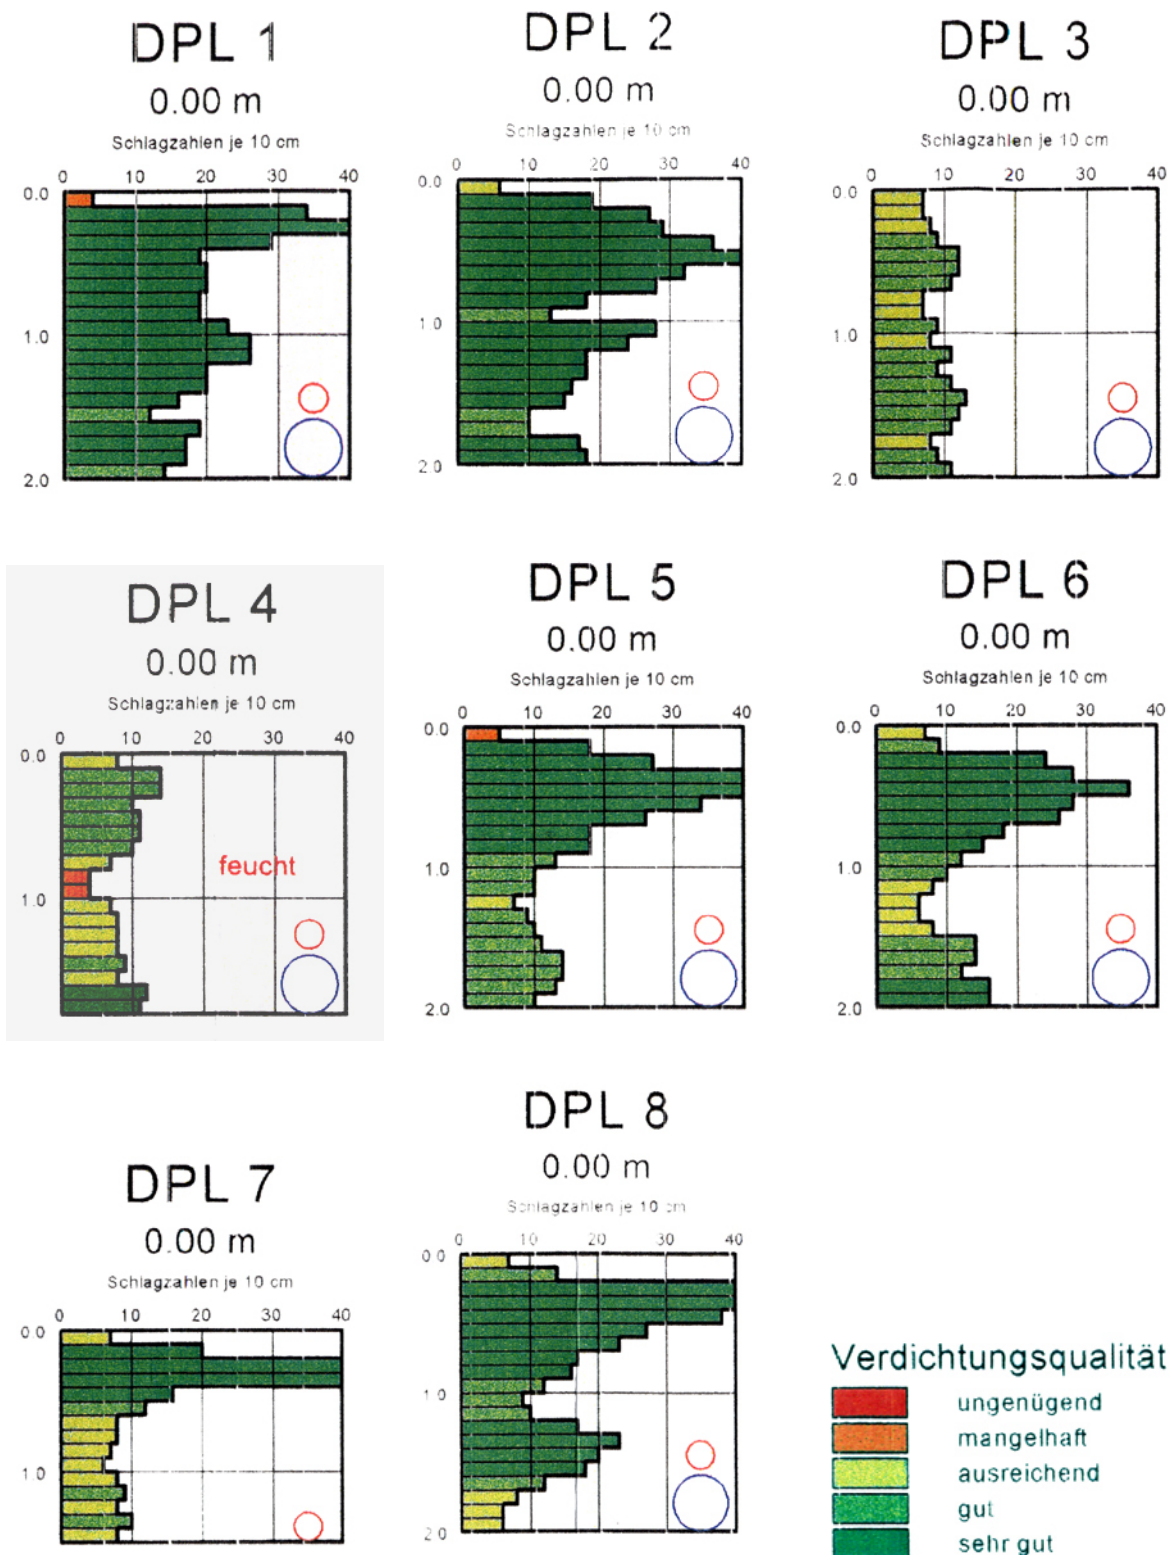 DPL 1
0.00 m
Schlagzahlen je 10 cm
0 10 20 30 40
0.0
1.0
2.0
DPL 2
0.00 m
Schlagzahlen je 10 cm
0 10 20 30 40
0.0
1.0
2.0
DPL 3
0.00 m
Schlagzahlen je 10 cm
0 10 20 30 40
0.0
1.0
2.0
DPL 4
0.00 m
Schlagzahlen je 10 cm
0 10 20 30 40
0.0
feucht
1.0
DPL 5
0.00 m
Schlagzahlen je 10 cm
0 10 20 30 40
0.0
1.0
2.0
DPL 6
0.00 m
Schlagzahlen je 10 cm
0 10 20 30 40
0.0
1.0
2.0
DPL 7
0.00 m
Schlagzahlen je 10 cm
0 10 20 30 40
0.0
1.0
DPL 8
0.00 m
Schlagzahlen je 10 cm
0 10 20 30 40
0.0
1.0
2.0
Verdichtungsqualität
ungenügend
mangelhaft
ausreichend
gut
sehr gut